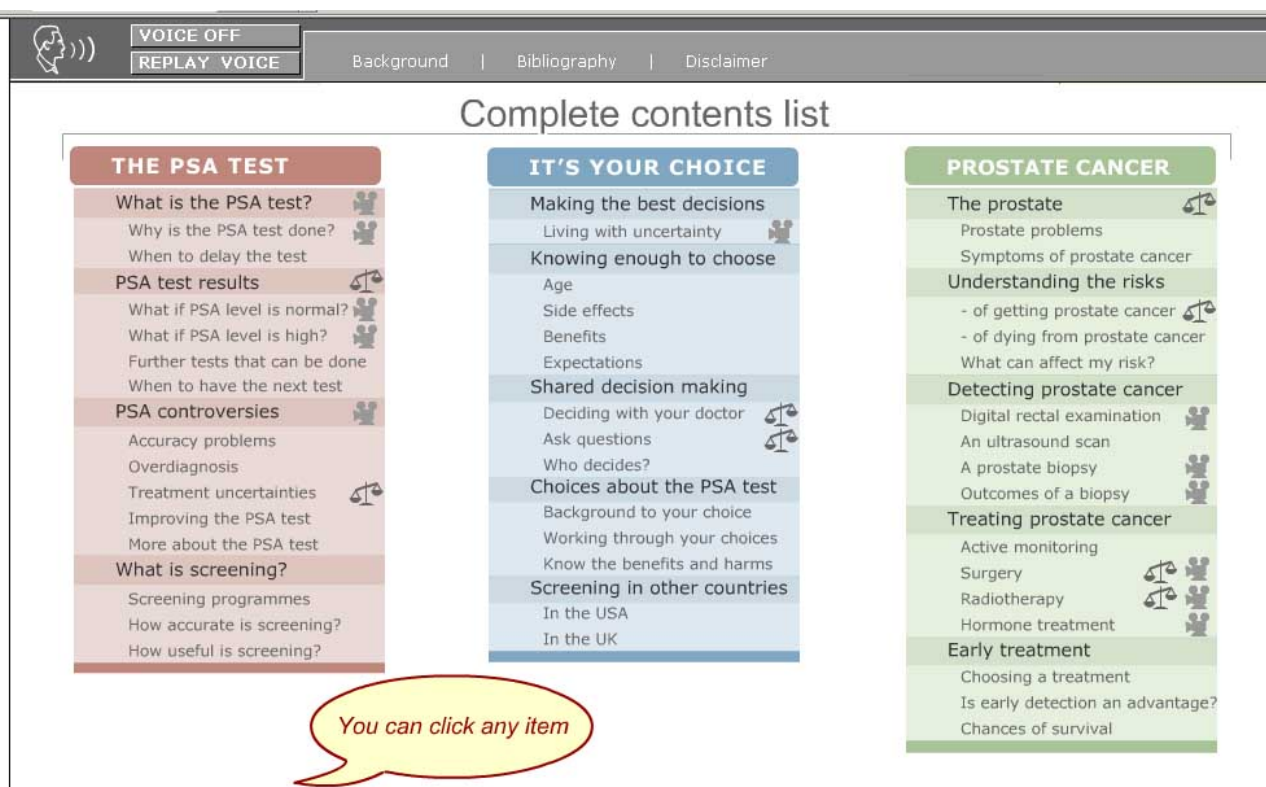 VOICE OFF
REPLAY VOICE
Background | Bibliography | Disclaimer
Complete contents list
THE PSA TEST
What is the PSA test?
Why is the PSA test done?
When to delay the test
PSA test results
What if PSA level is normal?
What if PSA level is high?
Further tests that can be done
When to have the next test
PSA controversies
Accuracy problems
Overdiagnosis
Treatment uncertainties
Improving the PSA test
More about the PSA test
What is screening?
Screening programmes
How accurate is screening?
How useful is screening?
IT'S YOUR CHOICE
Making the best decisions
Living with uncertainty
Knowing enough to choose
Age
Side effects
Benefits
Expectations
Shared decision making
Deciding with your doctor
Ask questions
Who decides?
Choices about the PSA test
Background to your choice
Working through your choices
Know the benefits and harms
Screening in other countries
In the USA
In the UK
PROSTATE CANCER
The prostate
Prostate problems
Symptoms of prostate cancer
Understanding the risks
- of getting prostate cancer
- of dying from prostate cancer
What can affect my risk?
Detecting prostate cancer
Digital rectal examination
An ultrasound scan
A prostate biopsy
Outcomes of a biopsy
Treating prostate cancer
Active monitoring
Surgery
Radiotherapy
Hormone treatment
Early treatment
Choosing a treatment
Is early detection an advantage?
Chances of survival
You can click any item